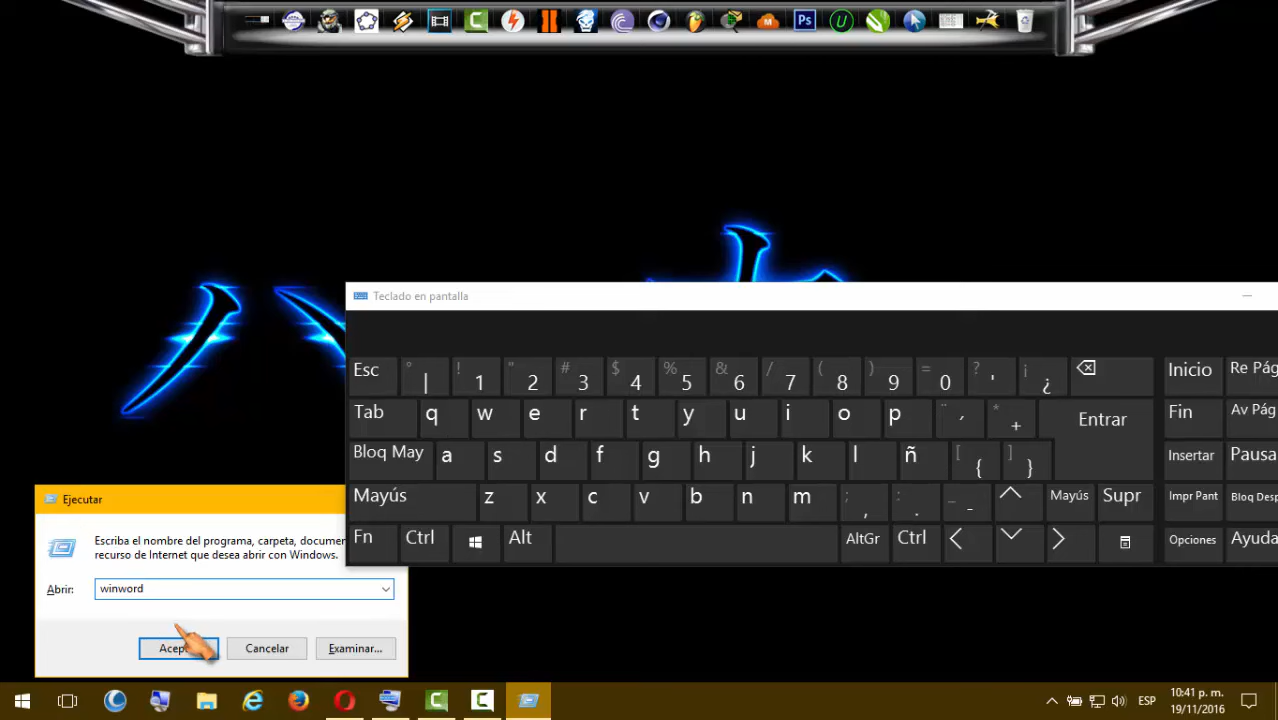 Teclado en pantalla
Esc ° | ! 1 " 2 # 3 $ 4 % 5 & 6 / 7 ( 8 ) 9 = 0 ? ' ¡ ¿ Inicio Re Pág
Tab q w e r t y u i o p ¨ ´ * + Entrar Fin Av Pág
Bloq May a s d f g h j k l ñ [ { ] } Insertar Pausa
Mayús z x c v b n m ; , : . _ - Mayús Supr Impr Pant Bloq Desp
Fn Ctrl Alt AltGr Ctrl Opciones Ayuda
Ejecutar
Escriba el nombre del programa, carpeta, docume
recurso de Internet que desea abrir con Windows.
Abrir: winword
Acep Cancelar Examinar...
Ps
ESP
10:41 p. m.
19/11/2016